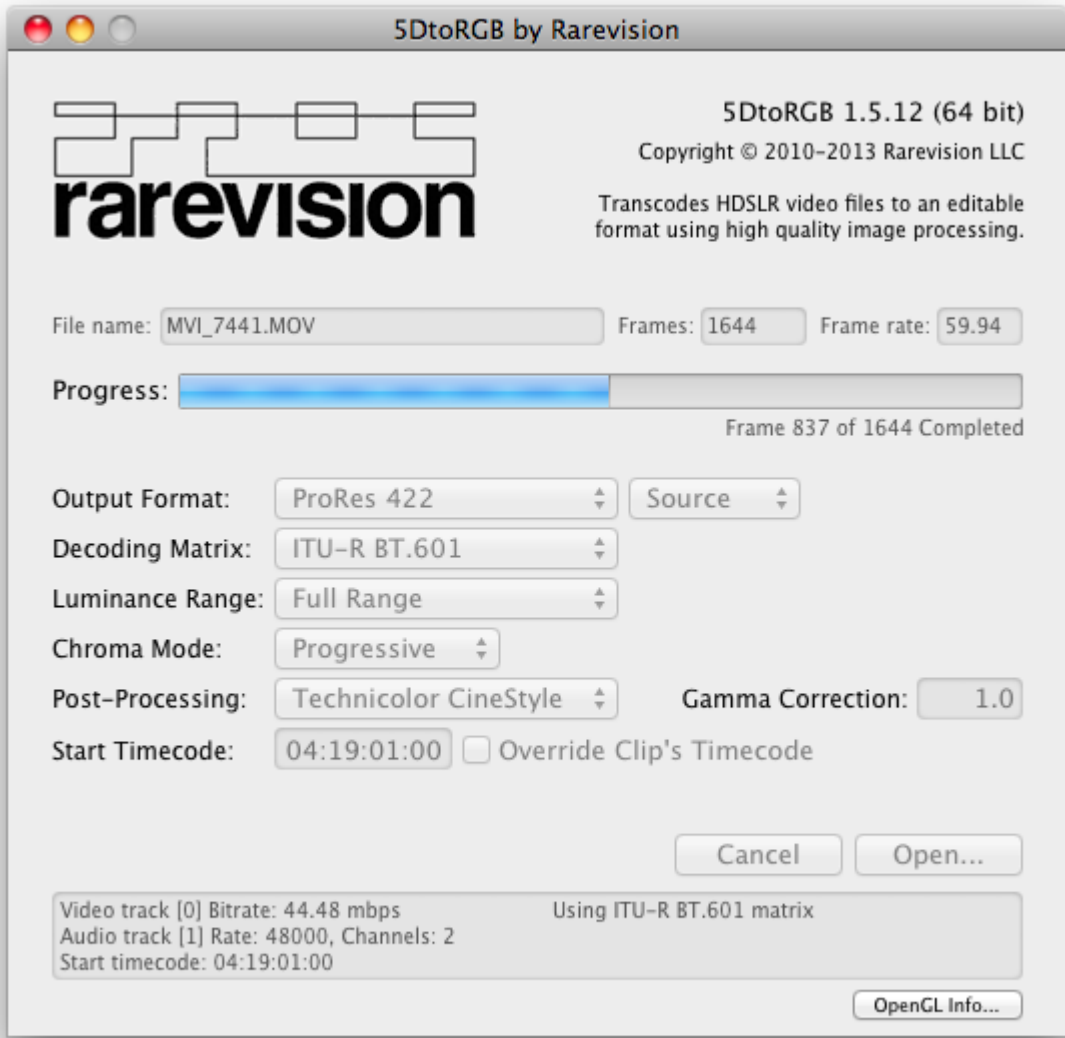 5DtoRGB by Rarevision
rarevision
5DtoRGB 1.5.12 (64 bit)
Copyright © 2010-2013 Rarevision LLC
Transcodes HDSLR video files to an editable
format using high quality image processing.
File name: MVI_7441.MOV Frames: 1644 Frame rate: 59.94
Progress:
Frame 837 of 1644 Completed
Output Format: ProRes 422 Source
Decoding Matrix: ITU-R BT.601
Luminance Range: Full Range
Chroma Mode: Progressive
Post-Processing: Technicolor CineStyle Gamma Correction: 1.0
Start Timecode: 04:19:01:00 Override Clip's Timecode
Cancel Open...
Video track [0] Bitrate: 44.48 mbps Using ITU-R BT.601 matrix
Audio track [1] Rate: 48000, Channels: 2
Start timecode: 04:19:01:00
OpenGL Info...